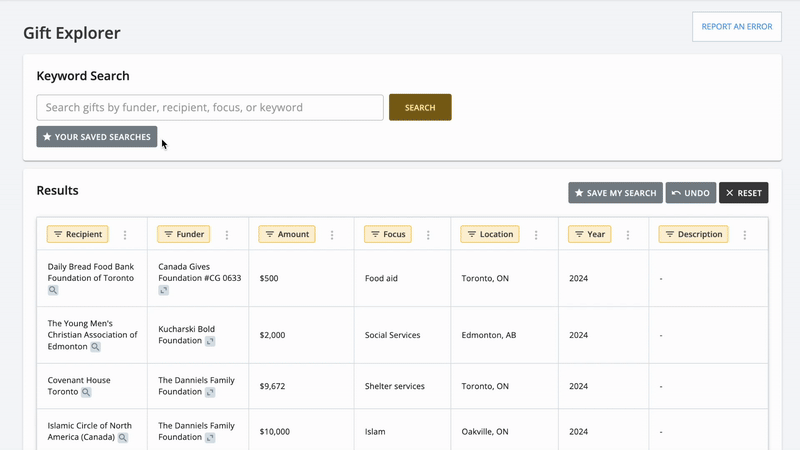 Gift Explorer
REPORT AN ERROR
Keyword Search
Search gifts by funder, recipient, focus, or keyword
SEARCH
YOUR SAVED SEARCHES
Results
SAVE MY SEARCH
UNDO
RESET
Recipient
Funder
Amount
Focus
Location
Year
Description
Daily Bread Food Bank
Foundation of Toronto
Canada Gives
Foundation #CG 0633
$500
Food aid
Toronto, ON
2024
-
The Young Men's
Christian Association of
Edmonton
Kucharski Bold
Foundation
$2,000
Social Services
Edmonton, AB
2024
-
Covenant House
Toronto
The Danniels Family
Foundation
$9,672
Shelter services
Toronto, ON
2024
-
Islamic Circle of North
America (Canada)
The Danniels Family
Foundation
$10,000
Islam
Oakville, ON
2024
-